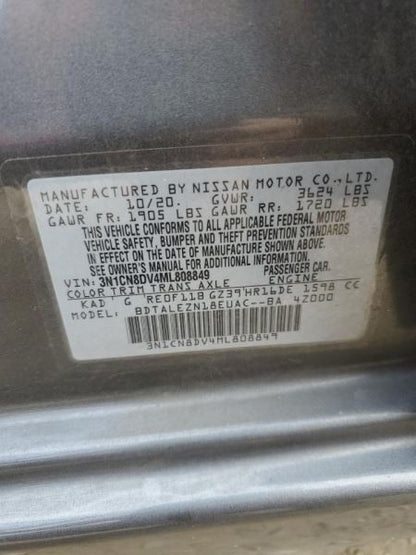 MANUFACTURED BY NISSAN MOTOR CO.,LTD.
DATE: 10/20. GVWR: 3624 LBS
GAWR FR: 1905 LBS GAWR RR: 1720 LBS
THIS VEHICLE CONFORMS TO ALL APPLICABLE FEDERAL MOTOR
VEHICLE SAFETY, BUMPER AND THEFT PREVENTION STANDARDS
IN EFFECT ON THE DATE OF MANUFACTURE SHOWN ABOVE.
SEE OWNER'S MANUAL FOR ADDITIONAL INFORMATION.
VIN: 3N1CN8DV4ML808849 PASSENGER CAR.
COLOR TRIM TRANS AXLE ENGINE
KAD G RE0F11B GZ39 HR16DE 1598 CC
MODEL: BDTALEZN18EUAC--BA 4Z000
3N1CN8DV4ML808849